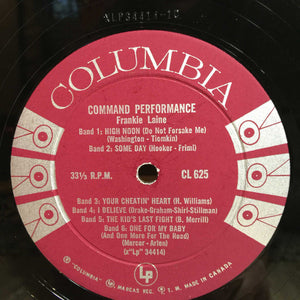 XLP34414-1C
COLUMBIA
COMMAND PERFORMANCE
Frankie Laine
Band 1: HIGH NOON (Do Not Forsake Me)
(Washington - Tiomkin)
Band 2: SOME DAY (Hooker - Friml)
33⅓ R.P.M.
CL 625
Band 3: YOUR CHEATIN' HEART (H. Williams)
Band 4: I BELIEVE (Drake-Graham-Shirl-Stillman)
Band 5: THE KID'S LAST FIGHT (B. Merrill)
Band 6: ONE FOR MY BABY
(And One More For The Road)
(Mercer - Arlen)
(x"Lp" 34414)
Lp
® "COLUMBIA" MARCAS REG. ® L.M. MADE IN CANADA